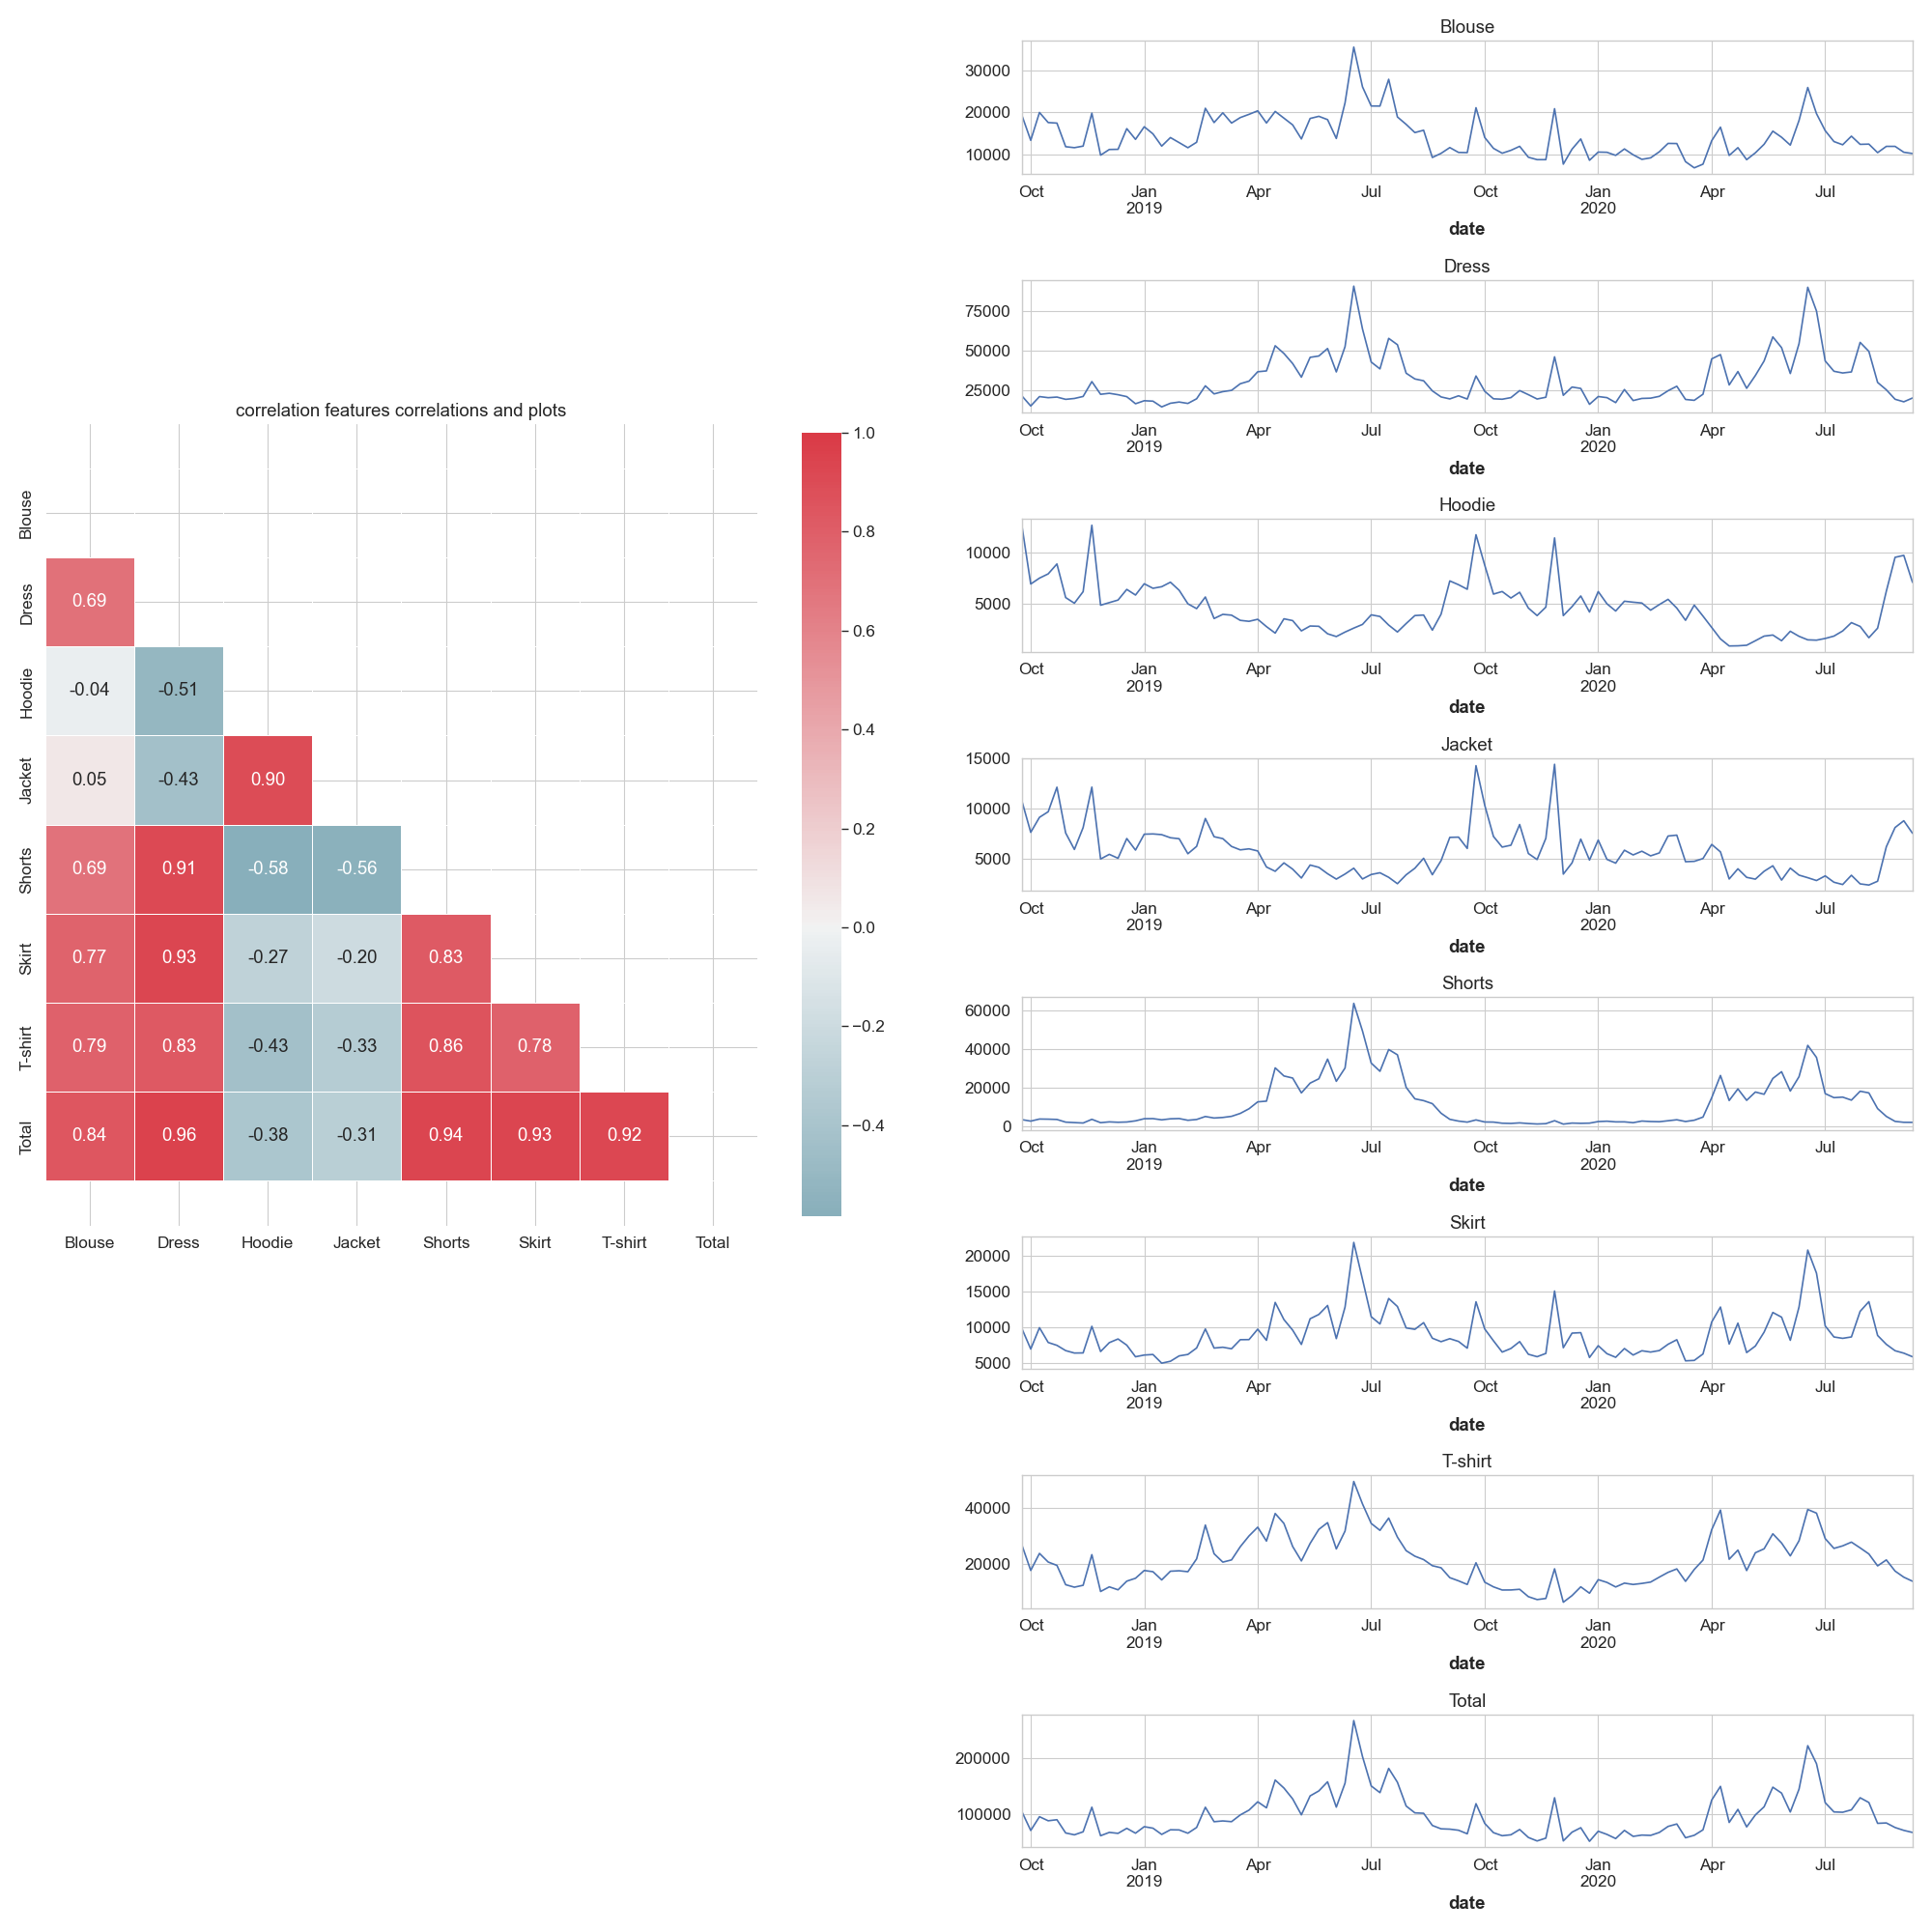 correlation features correlations and plots
Blouse
Dress
Hoodie
Jacket
Shorts
Skirt
T-shirt
Total
0.69
-0.04 -0.51
0.05 -0.43 0.90
0.69 0.91 -0.58 -0.56
0.77 0.93 -0.27 -0.20 0.83
0.79 0.83 -0.43 -0.33 0.86 0.78
0.84 0.96 -0.38 -0.31 0.94 0.93 0.92
Blouse Dress Hoodie Jacket Shorts Skirt T-shirt Total
1.0
0.8
0.6
0.4
0.2
0.0
−0.2
−0.4
Blouse
30000
20000
10000
Oct Jan Apr Jul Oct Jan Apr Jul
2019 2020
date
Dress
75000
50000
25000
Oct Jan Apr Jul Oct Jan Apr Jul
2019 2020
date
Hoodie
10000
5000
Oct Jan Apr Jul Oct Jan Apr Jul
2019 2020
date
Jacket
15000
10000
5000
Oct Jan Apr Jul Oct Jan Apr Jul
2019 2020
date
Shorts
60000
40000
20000
0
Oct Jan Apr Jul Oct Jan Apr Jul
2019 2020
date
Skirt
20000
15000
10000
5000
Oct Jan Apr Jul Oct Jan Apr Jul
2019 2020
date
T-shirt
40000
20000
Oct Jan Apr Jul Oct Jan Apr Jul
2019 2020
date
Total
200000
100000
Oct Jan Apr Jul Oct Jan Apr Jul
2019 2020
date